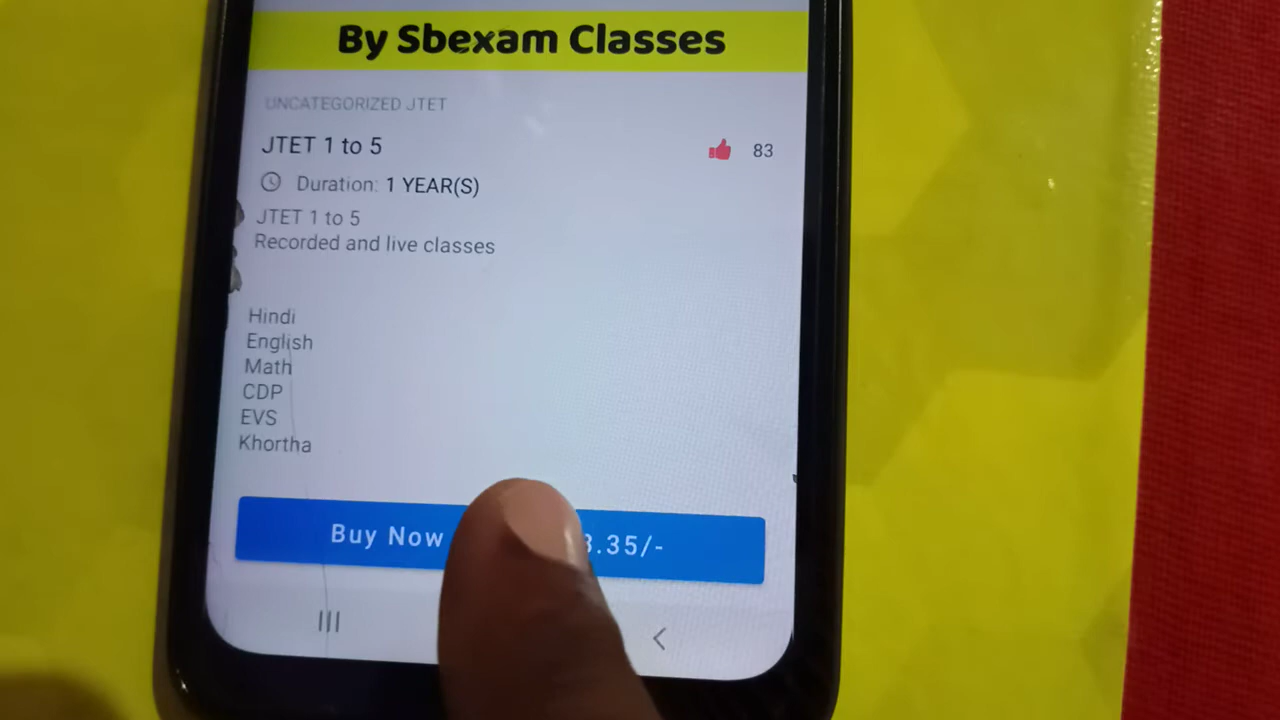 By Sbexam Classes
UNCATEGORIZED JTET
JTET 1 to 5
83
Duration: 1 YEAR(S)
JTET 1 to 5
Recorded and live classes
Hindi
English
Math
CDP
EVS
Khortha
Buy Now .35/-